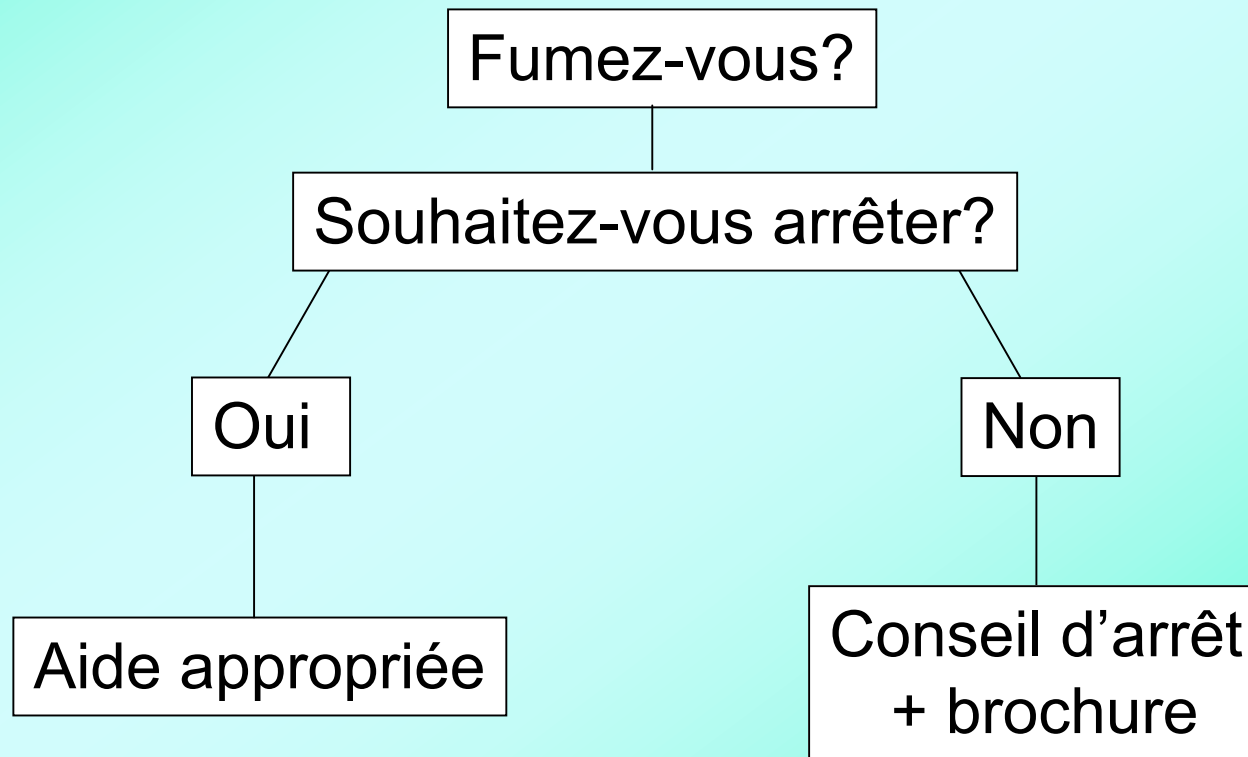 Fumez-vous?
Souhaitez-vous arrêter?
Oui
Non
Aide appropriée
Conseil d’arrêt
+ brochure